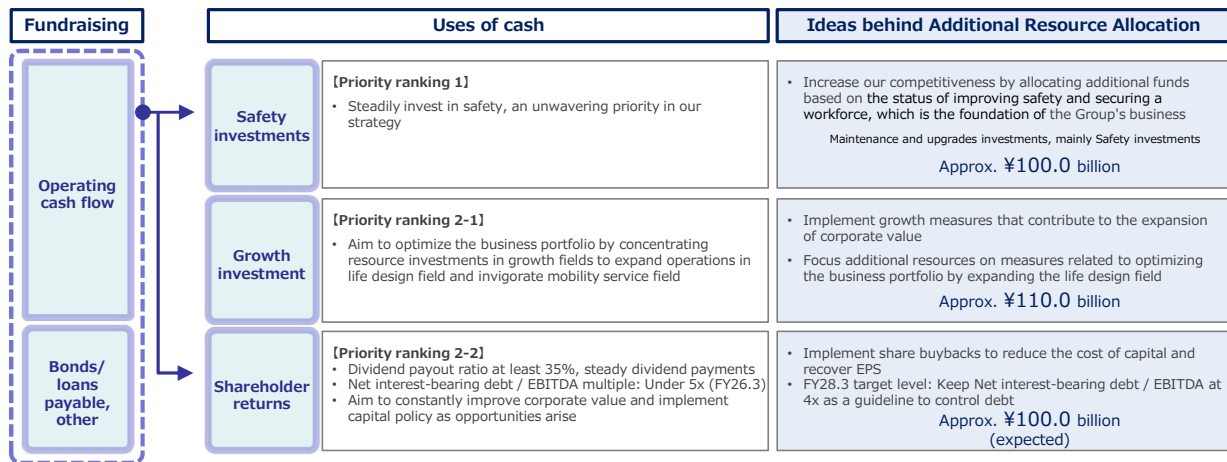 Fundraising
Uses of cash
Ideas behind Additional Resource Allocation
Operating
cash flow
Bonds/
loans
payable,
other
Safety
investments
【Priority ranking 1】
• Steadily invest in safety, an unwavering priority in our
strategy
• Increase our competitiveness by allocating additional funds
based on the status of improving safety and securing a
workforce, which is the foundation of the Group's business
Maintenance and upgrades investments, mainly Safety investments
Approx. ¥100.0 billion
Growth
investment
【Priority ranking 2-1】
• Aim to optimize the business portfolio by concentrating
resource investments in growth fields to expand operations in
life design field and invigorate mobility service field
• Implement growth measures that contribute to the expansion
of corporate value
• Focus additional resources on measures related to optimizing
the business portfolio by expanding the life design field
Approx. ¥110.0 billion
Shareholder
returns
【Priority ranking 2-2】
• Dividend payout ratio at least 35%, steady dividend payments
• Net interest-bearing debt / EBITDA multiple: Under 5x (FY26.3)
• Aim to constantly improve corporate value and implement
capital policy as opportunities arise
• Implement share buybacks to reduce the cost of capital and
recover EPS
• FY28.3 target level: Keep Net interest-bearing debt / EBITDA at
4x as a guideline to control debt
Approx. ¥100.0 billion
(expected)